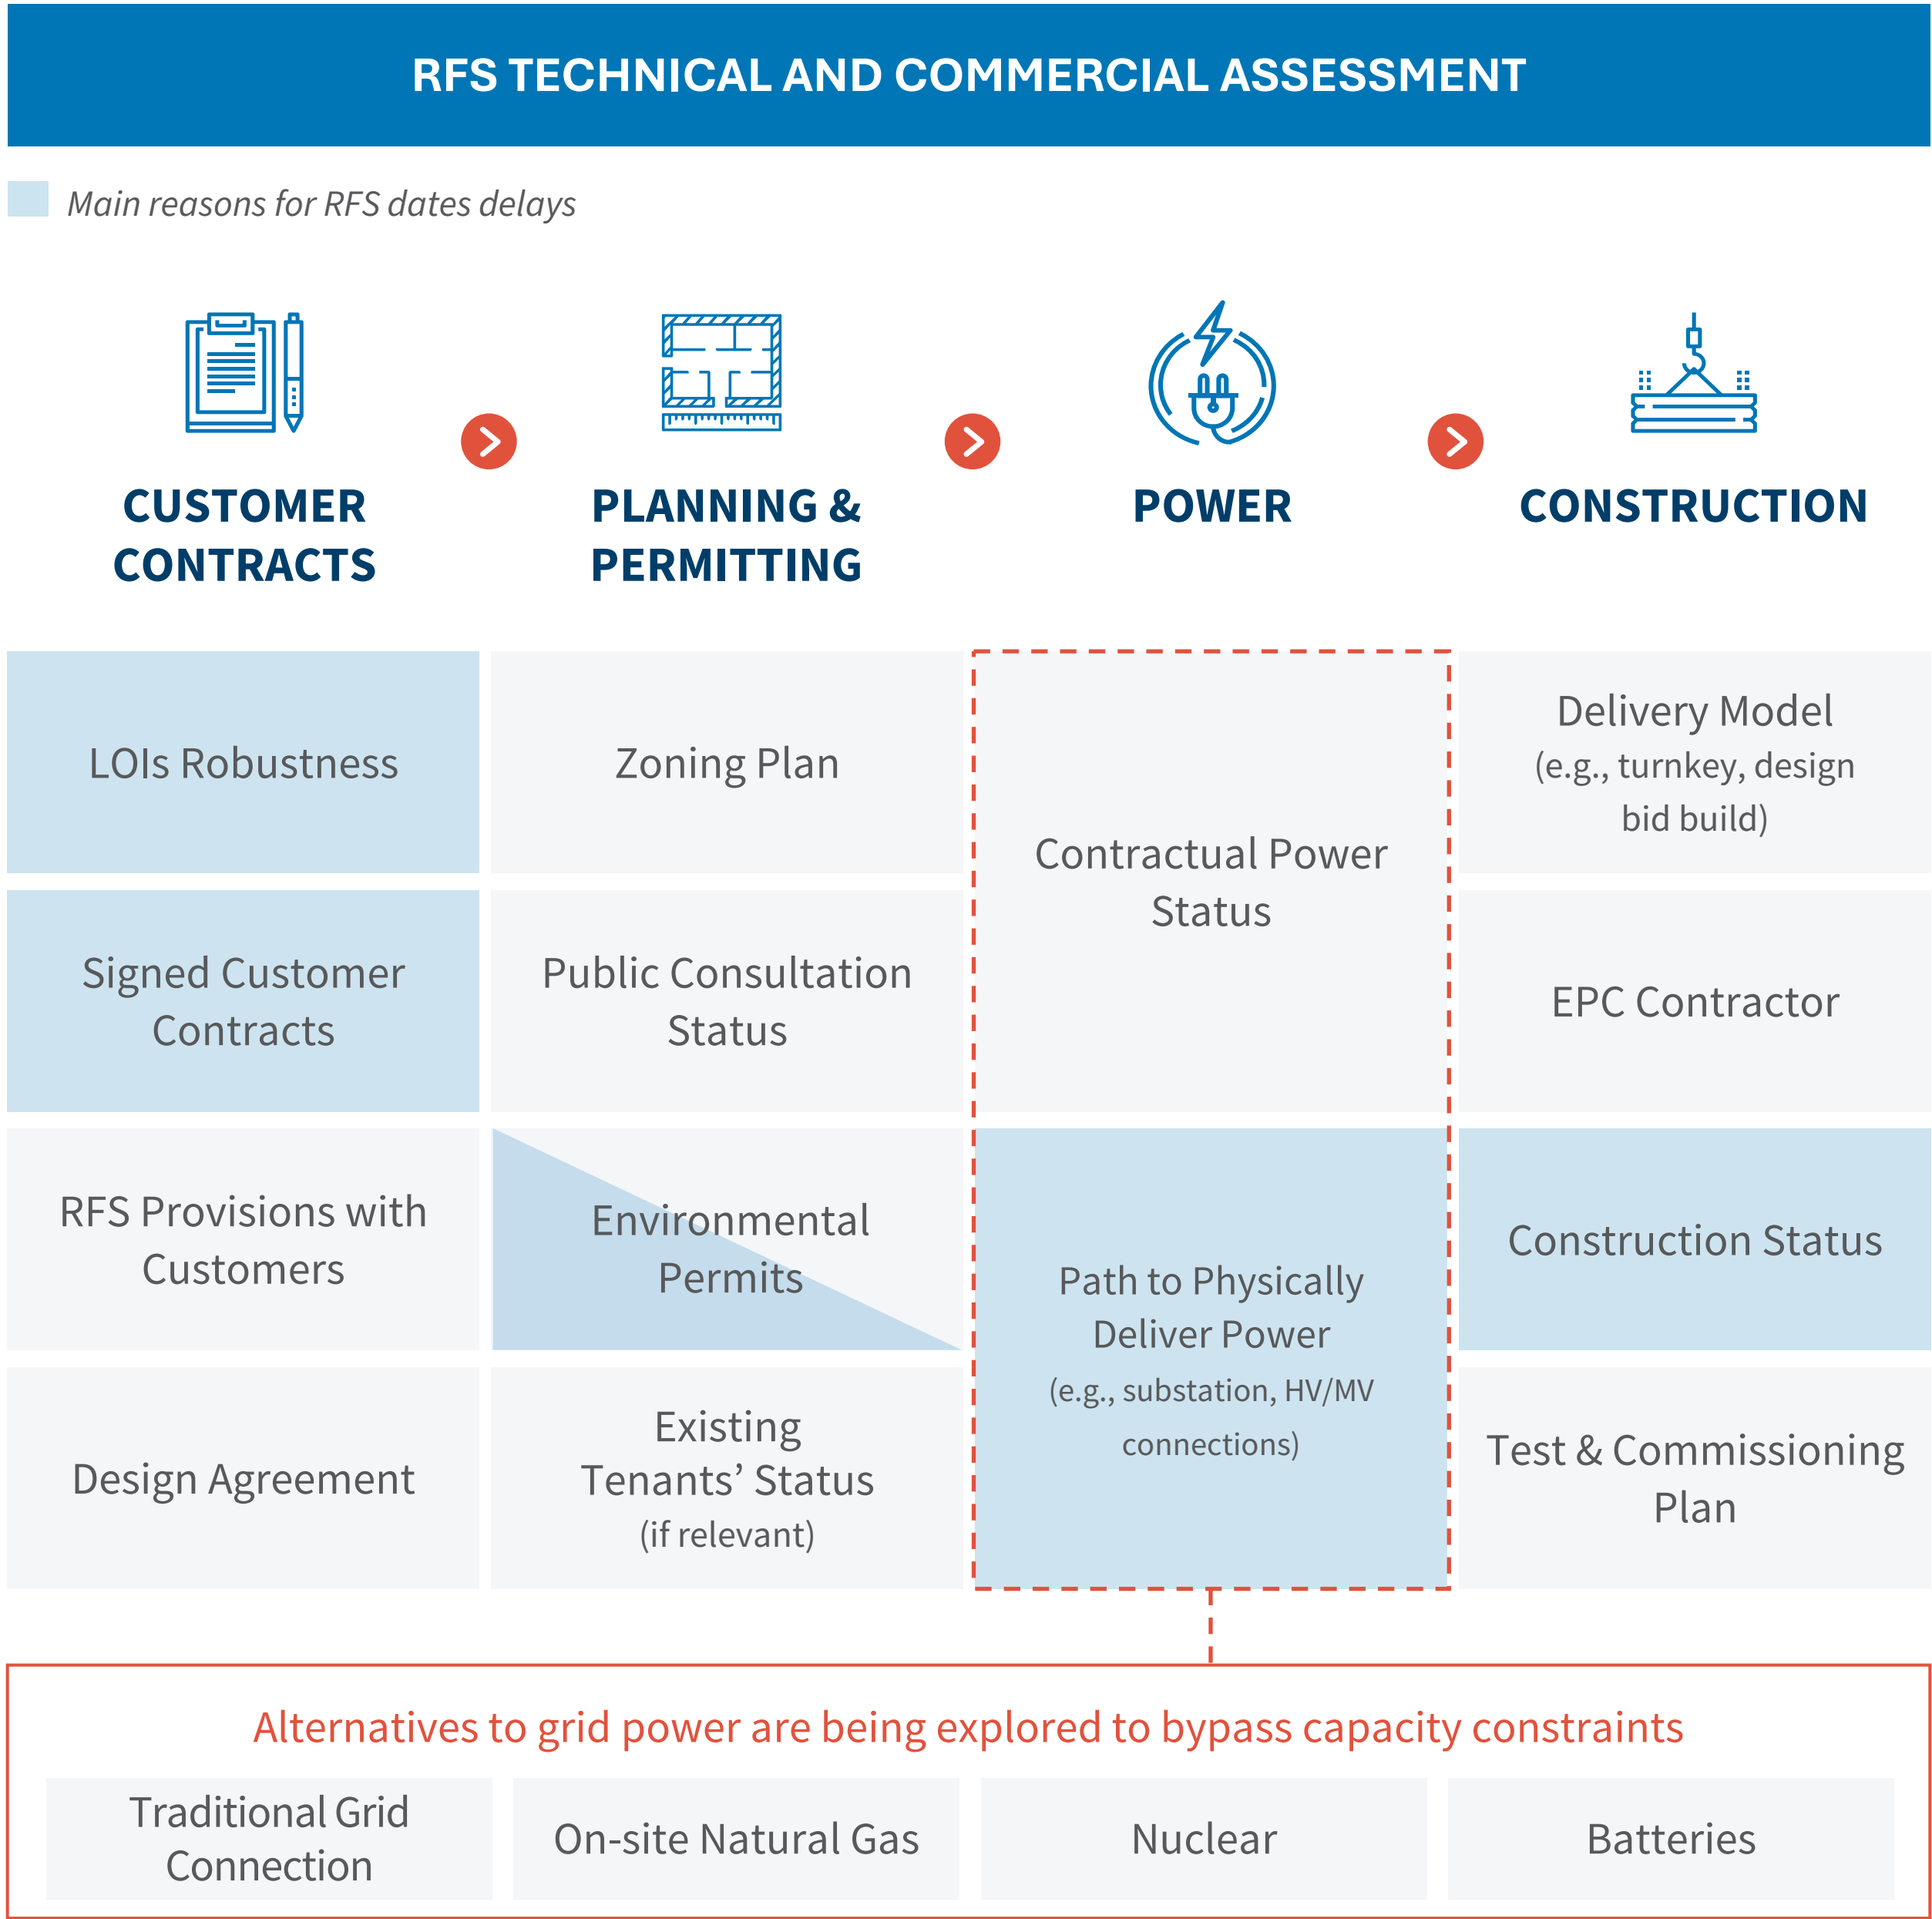 RFS TECHNICAL AND COMMERCIAL ASSESSMENT
Main reasons for RFS dates delays
CUSTOMER
CONTRACTS
PLANNING &
PERMITTING
POWER
CONSTRUCTION
LOIs Robustness
Signed Customer
Contracts
RFS Provisions with
Customers
Design Agreement
Zoning Plan
Public Consultation
Status
Environmental
Permits
Existing
Tenants’ Status
(if relevant)
Contractual Power
Status
Path to Physically
Deliver Power
(e.g., substation, HV/MV
connections)
Delivery Model
(e.g., turnkey, design
bid build)
EPC Contractor
Construction Status
Test & Commissioning
Plan
Alternatives to grid power are being explored to bypass capacity constraints
Traditional Grid
Connection
On-site Natural Gas
Nuclear
Batteries